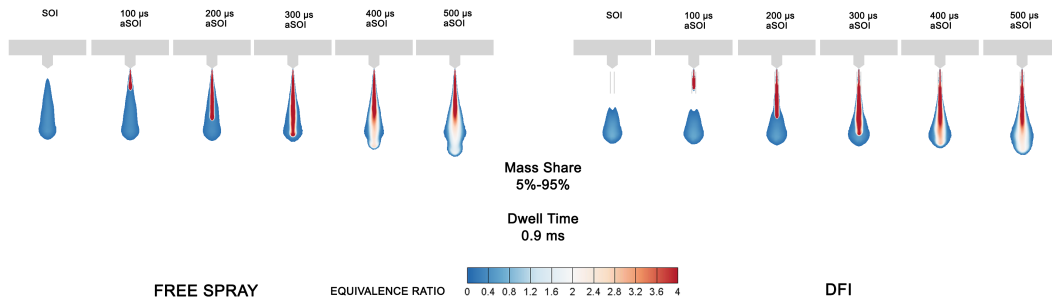 SOI 100 µs aSOI 200 µs aSOI 300 µs aSOI 400 µs aSOI 500 µs aSOI
SOI 100 µs aSOI 200 µs aSOI 300 µs aSOI 400 µs aSOI 500 µs aSOI
Mass Share
5%-95%
Dwell Time
0.9 ms
FREE SPRAY
EQUIVALENCE RATIO
0 0.4 0.8 1.2 1.6 2 2.4 2.8 3.2 3.6 4
DFI